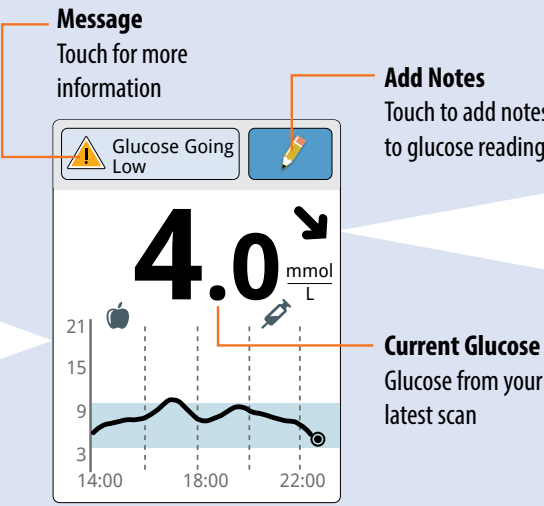 Message
Touch for more
information
Add Notes
Touch to add notes
to glucose reading
Glucose Going
Low
4.0
mmol
L
21
15
9
3
14:00
18:00
22:00
Current Glucose
Glucose from your
latest scan